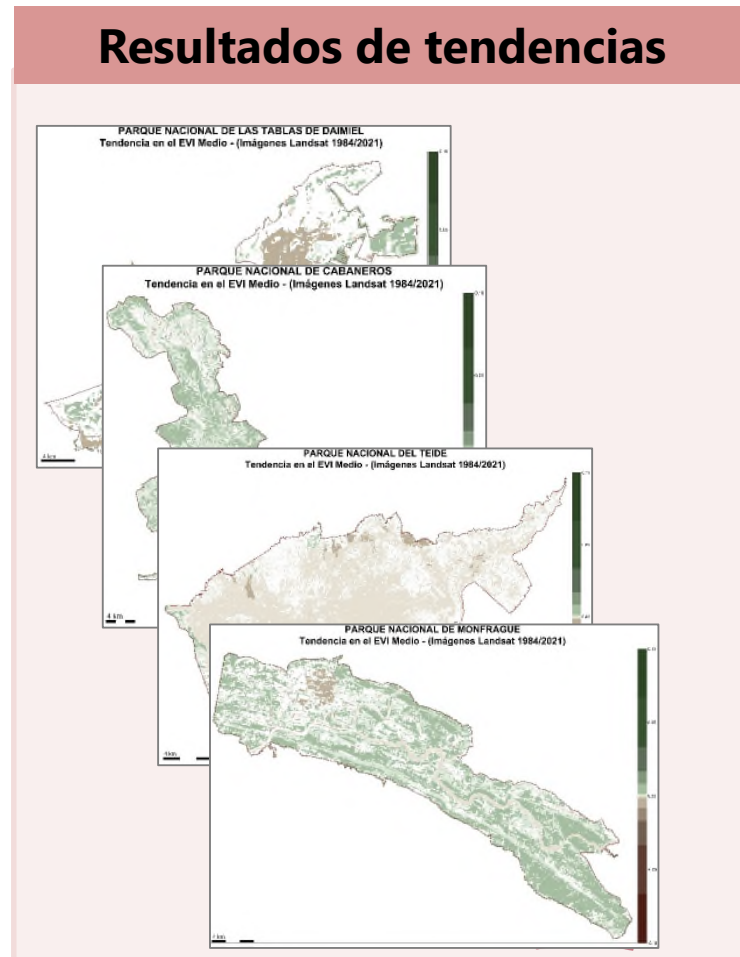 Resultados de tendencias
PARQUE NACIONAL DE LAS TABLAS DE DAIMIEL
Tendencia en el EVI Medio - (Imágenes Landsat 1984/2021)
PARQUE NACIONAL DE CABAÑEROS
Tendencia en el EVI Medio - (Imágenes Landsat 1984/2021)
4 km
4 km
PARQUE NACIONAL DEL TEIDE
Tendencia en el EVI Medio - (Imágenes Landsat 1984/2021)
4 km
PARQUE NACIONAL DE MONFRAGUE
Tendencia en el EVI Medio - (Imágenes Landsat 1984/2021)